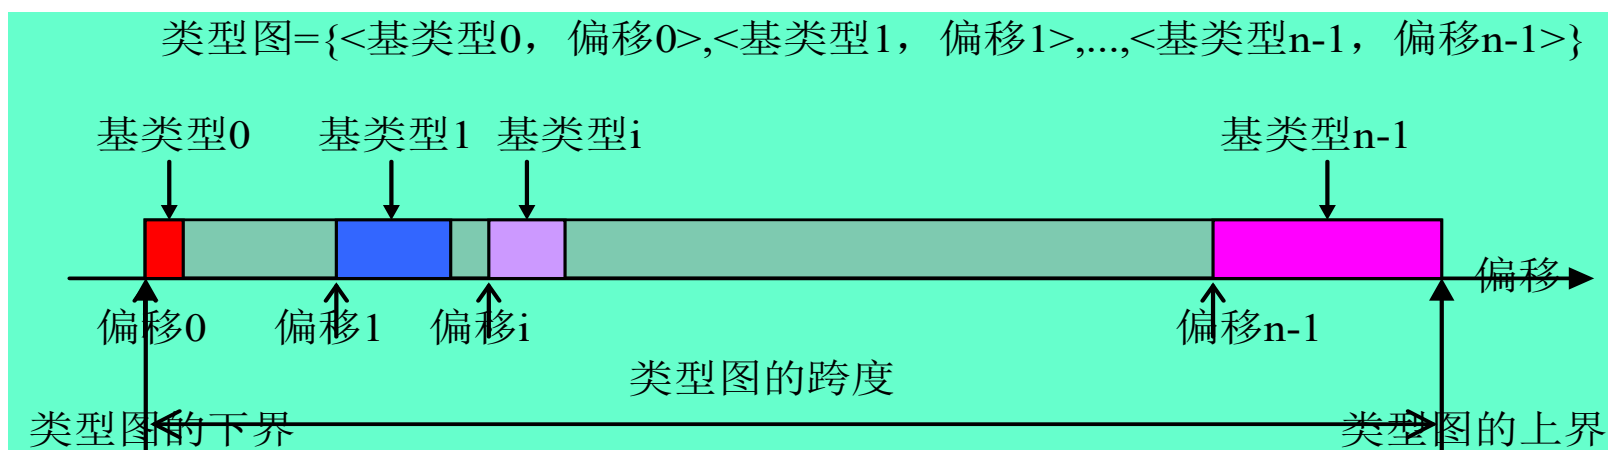 类型图={<基类型0，偏移0>,<基类型1，偏移1>,...,<基类型n-1，偏移n-1>}
基类型0 基类型1 基类型i 基类型n-1
偏移
偏移0 偏移1 偏移i 偏移n-1
类型图的跨度
类型图的下界 类型图的上界